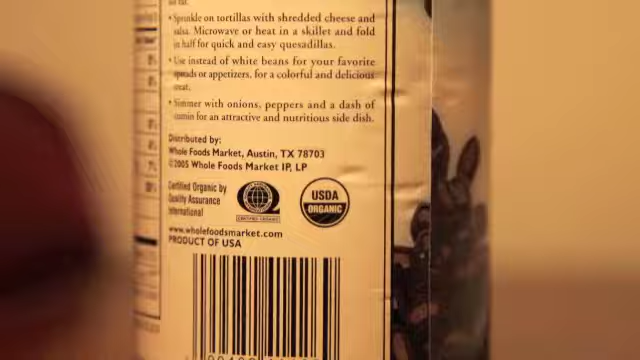 • Sprinkle on tortillas with shredded cheese and
salsa. Microwave or heat in a skillet and fold
in half for quick and easy quesadillas.
• Use instead of white beans for your favorite
spreads or appetizers, for a colorful and delicious
treat.
• Simmer with onions, peppers and a dash of
cumin for an attractive and nutritious side dish.
Distributed by:
Whole Foods Market, Austin, TX 78703
©2005 Whole Foods Market IP, LP
Certified Organic by
Quality Assurance
International
USDA
ORGANIC
www.wholefoodsmarket.com
PRODUCT OF USA